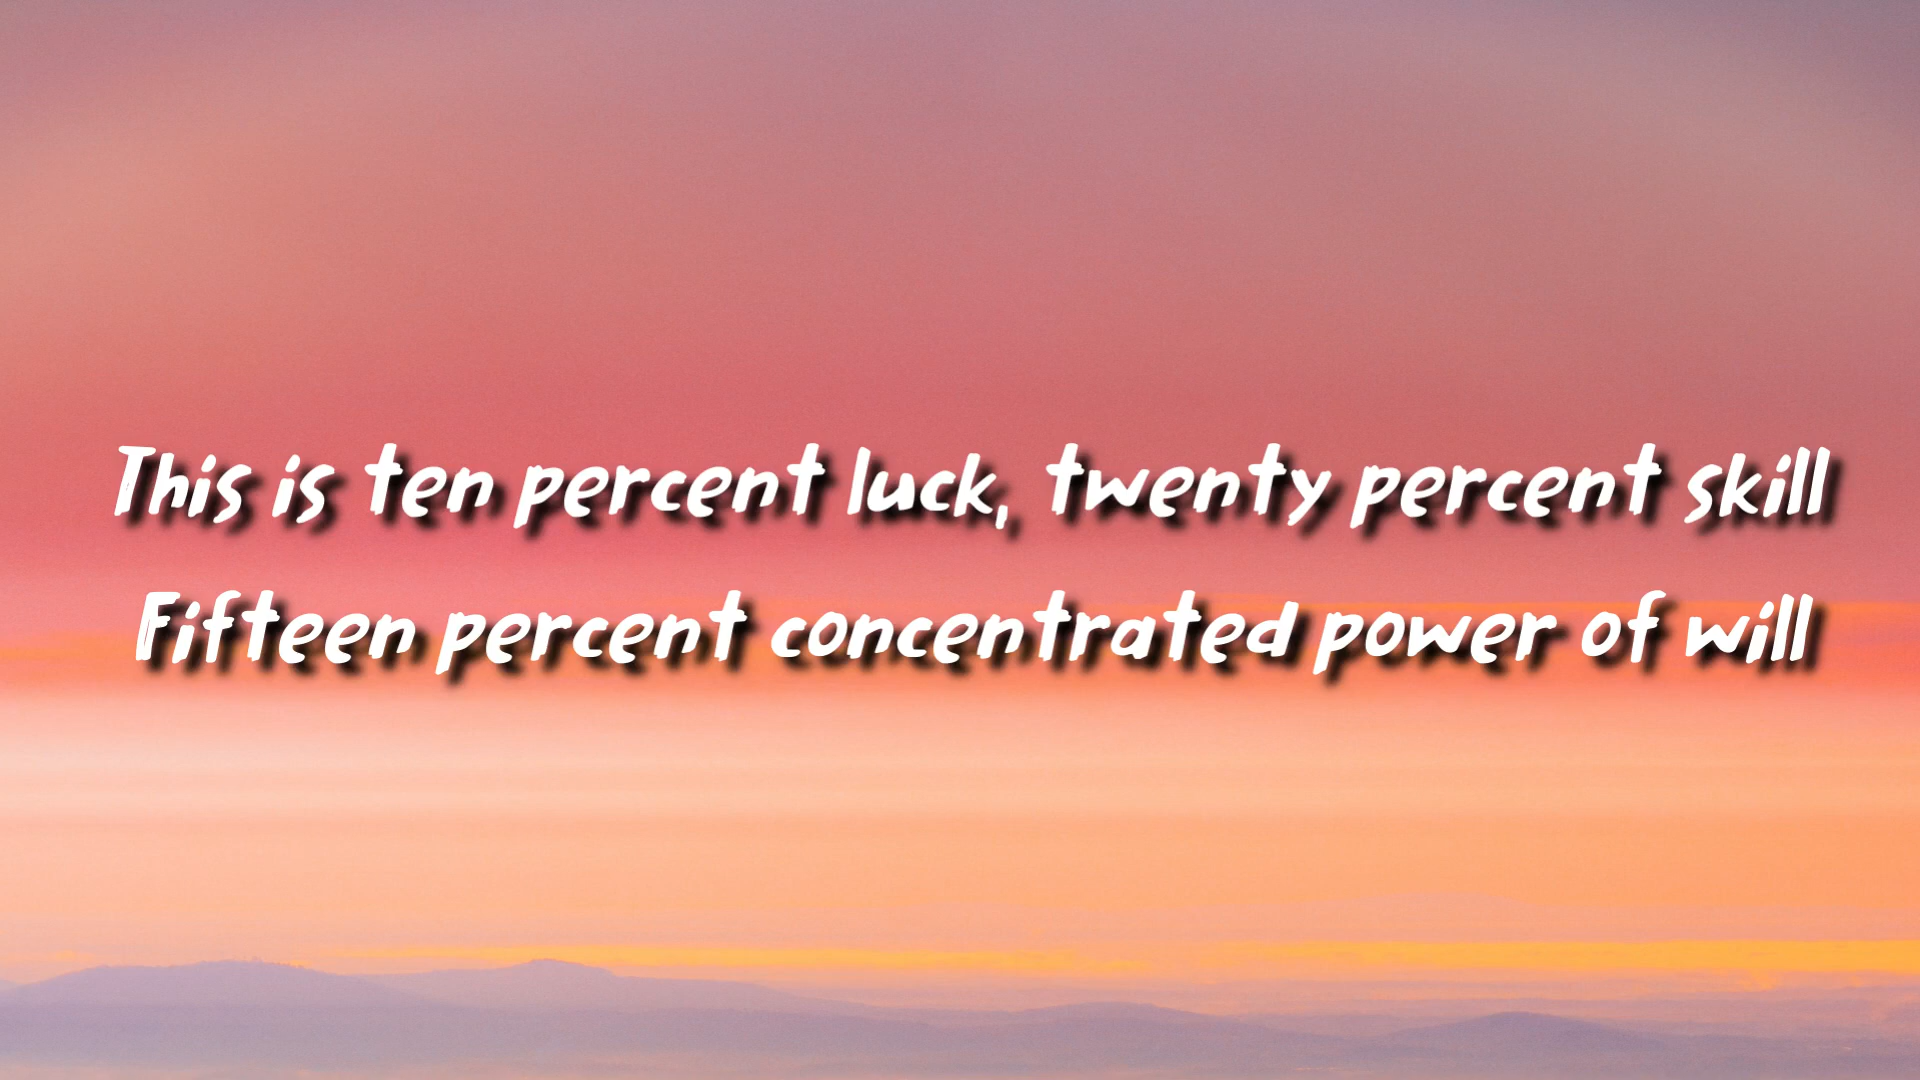 This is ten percent luck, twenty percent skill
Fifteen percent concentrated power of will